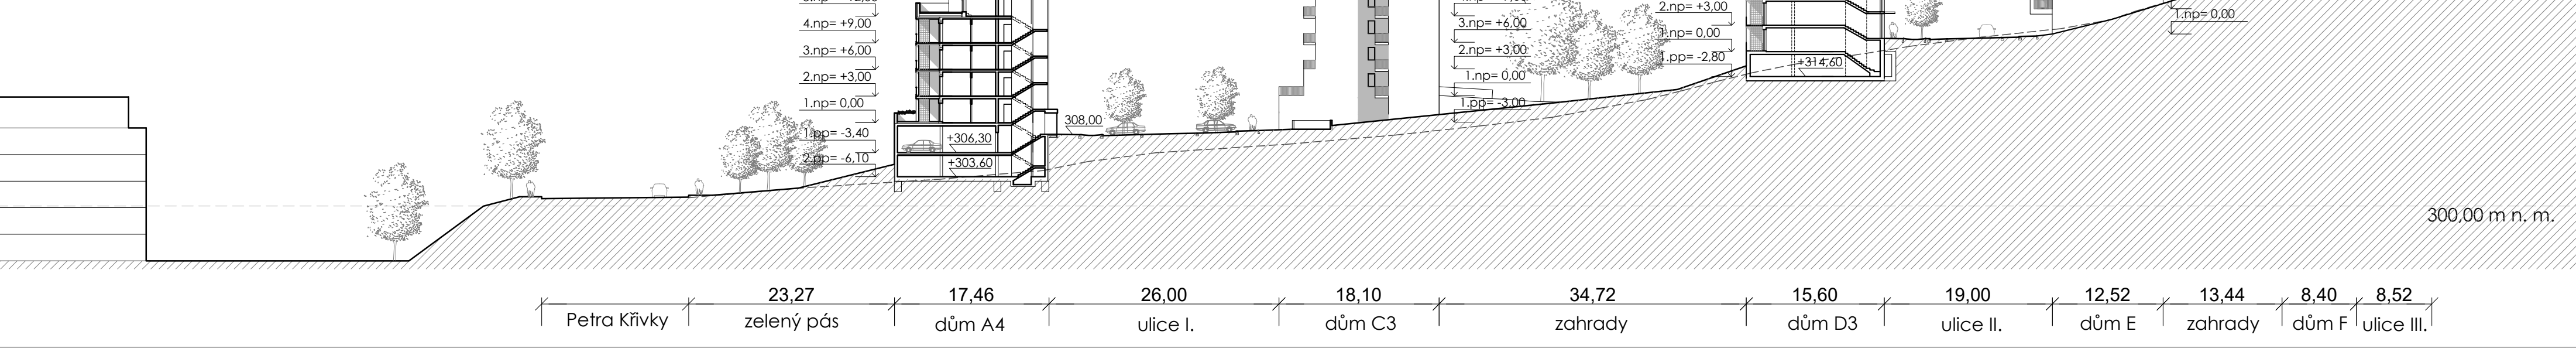 4.np= +9,00
3.np= +6,00
2.np= +3,00
1.np= 0,00
1.pp= -3,40
2.pp= -6,10
+306,30
+303,60
308,00
3.np= +6,00
2.np= +3,00
1.np= 0,00
1.pp= -3,00
2.np= +3,00
1.np= 0,00
1.pp= -2,80
+314,60
1.np= 0,00
300,00 m n. m.
23,27 17,46 26,00 18,10 34,72 15,60 19,00 12,52 13,44 8,40 8,52
Petra Křivky zelený pás dům A4 ulice I. dům C3 zahrady dům D3 ulice II. dům E zahrady dům F ulice III.